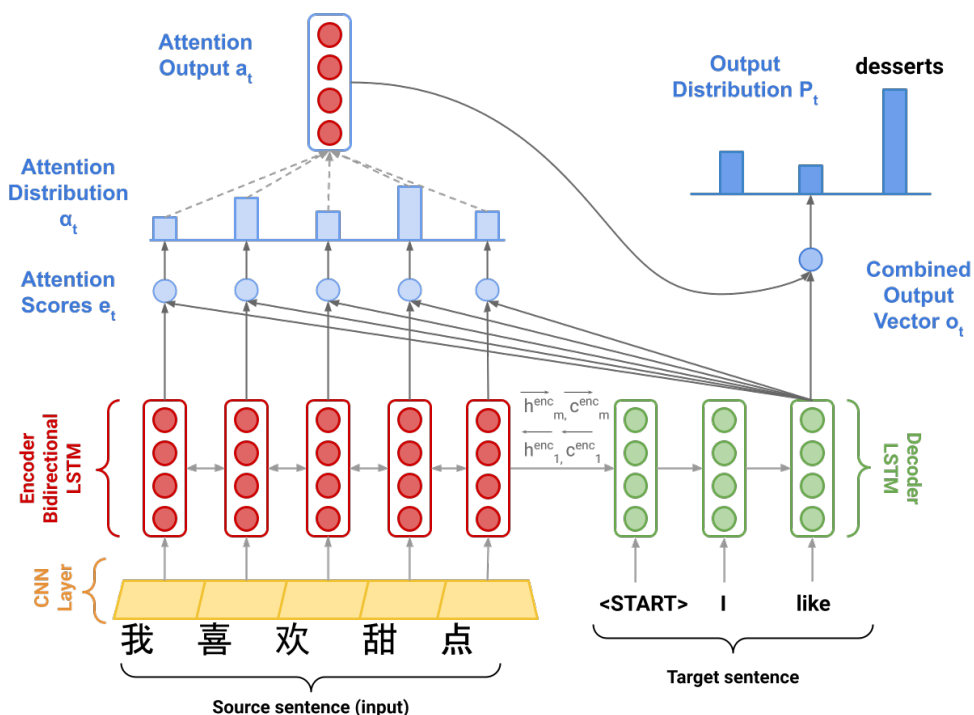 Attention
Output a_t
Output
Distribution P_t
desserts
Attention
Distribution
α_t
Attention
Scores e_t
Combined
Output
Vector o_t
Encoder
Bidirectional
LSTM
h^enc_m, c^enc_m
h^enc_1, c^enc_1
Decoder
LSTM
CNN
Layer
我 喜 欢 甜 点
<START> I like
Source sentence (input)
Target sentence